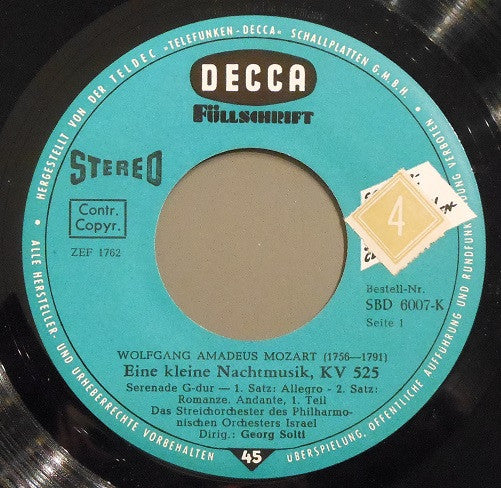 HERGESTELLT VON DER TELDEC »TELEFUNKEN-DECCA« SCHALLPLATTEN G.M.B.H.
DECCA
FÜLLSCHRIFT
STEREO
Contr.
Copyr.
ZEF 1762
4
Bestell-Nr.
SBD 6007-K
Seite 1
WOLFGANG AMADEUS MOZART (1756—1791)
Eine kleine Nachtmusik, KV 525
Serenade G-dur — 1. Satz: Allegro - 2. Satz:
Romanze. Andante, 1. Teil
Das Streichorchester des Philharmo-
nischen Orchesters Israel
Dirig.: Georg Solti
45
ALLE HERSTELLER- UND URHEBERRECHTE VORBEHALTEN
ÜBERSPIELUNG, ÖFFENTLICHE AUFFÜHRUNG UND RUNDFUNK DUNG VERBOTEN